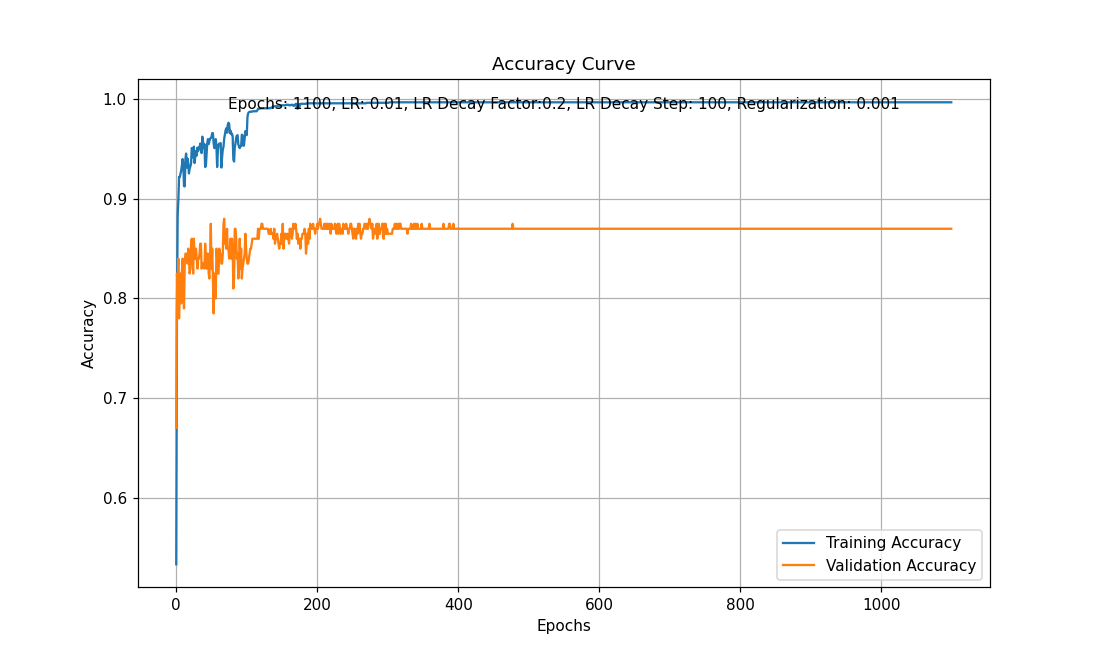 Accuracy Curve
Epochs: 1100, LR: 0.01, LR Decay Factor:0.2, LR Decay Step: 100, Regularization: 0.001
1.0
0.9
0.8
0.7
0.6
Accuracy
Training Accuracy
Validation Accuracy
0 200 400 600 800 1000
Epochs